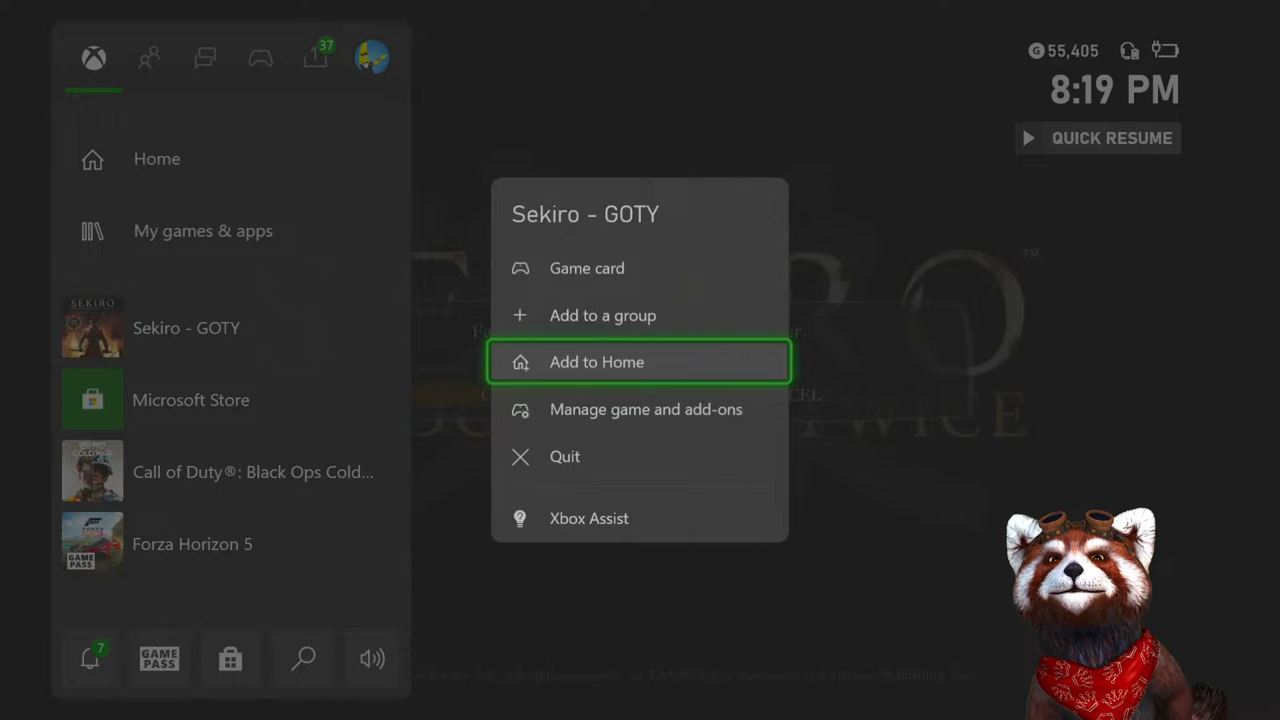 37
G 55,405
8:19 PM
QUICK RESUME
Home
My games & apps
SEKIRO
Sekiro - GOTY
Microsoft Store
Call of Duty®: Black Ops Cold...
Forza Horizon 5
GAME PASS
7
GAME
PASS
Sekiro - GOTY
Game card
Add to a group
Add to Home
Manage game and add-ons
Quit
Xbox Assist
TM
TWICE